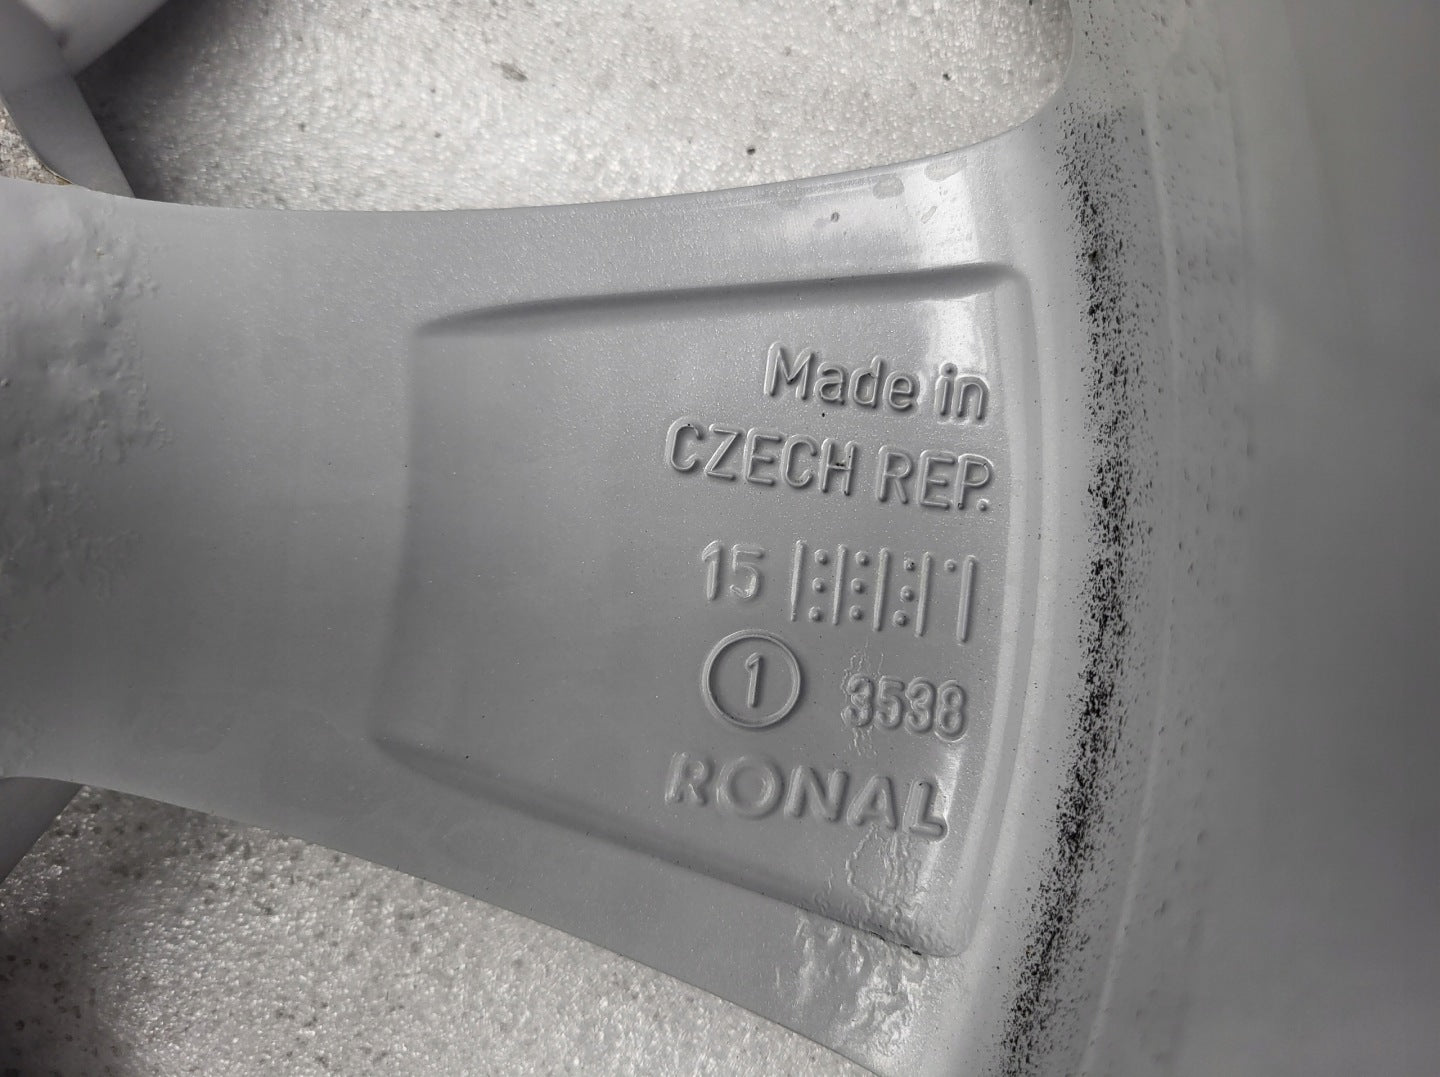 Made in
CZECH REP.
15
1 3538
RONAL